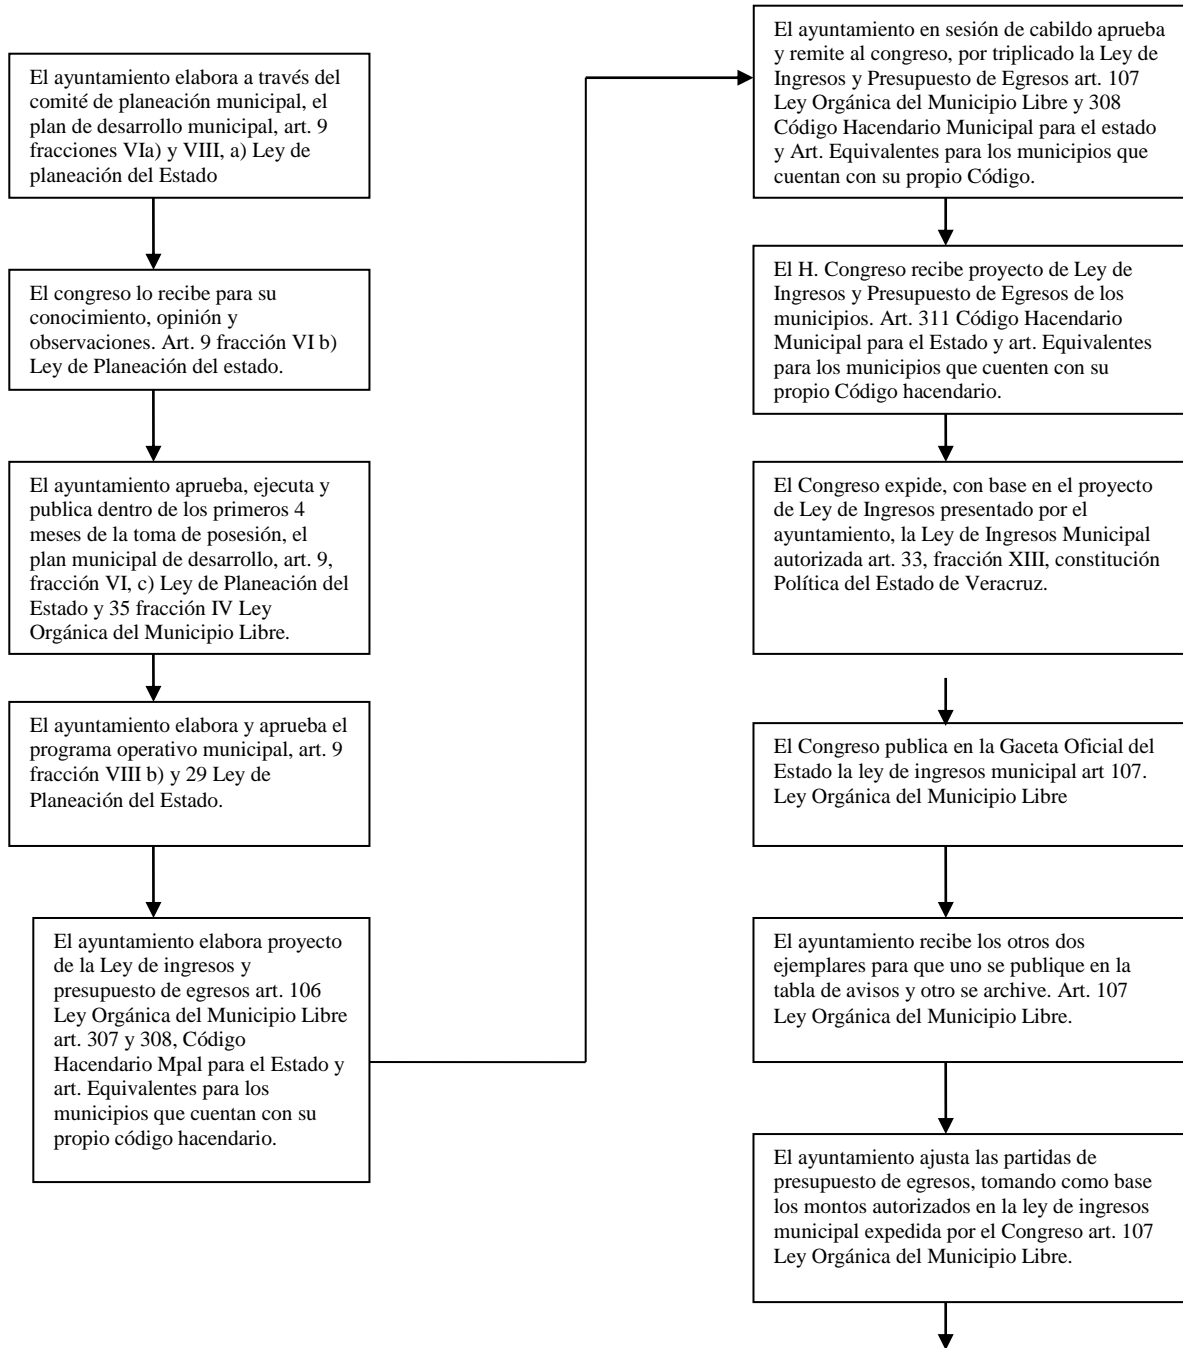 El ayuntamiento elabora a través del
comité de planeación municipal, el
plan de desarrollo municipal, art. 9
fracciones VIa) y VIII, a) Ley de
planeación del Estado
El congreso lo recibe para su
conocimiento, opinión y
observaciones. Art. 9 fracción VI b)
Ley de Planeación del estado.
El ayuntamiento aprueba, ejecuta y
publica dentro de los primeros 4
meses de la toma de posesión, el
plan municipal de desarrollo, art. 9,
fracción VI, c) Ley de Planeación del
Estado y 35 fracción IV Ley
Orgánica del Municipio Libre.
El ayuntamiento elabora y aprueba el
programa operativo municipal, art. 9
fracción VIII b) y 29 Ley de
Planeación del Estado.
El ayuntamiento elabora proyecto
de la Ley de ingresos y
presupuesto de egresos art. 106
Ley Orgánica del Municipio Libre
art. 307 y 308, Código
Hacendario Mpal para el Estado y
art. Equivalentes para los
municipios que cuentan con su
propio código hacendario.
El ayuntamiento en sesión de cabildo aprueba
y remite al congreso, por triplicado la Ley de
Ingresos y Presupuesto de Egresos art. 107
Ley Orgánica del Municipio Libre y 308
Código Hacendario Municipal para el estado
y Art. Equivalentes para los municipios que
cuentan con su propio Código.
El H. Congreso recibe proyecto de Ley de
Ingresos y Presupuesto de Egresos de los
municipios. Art. 311 Código Hacendario
Municipal para el Estado y art. Equivalentes
para los municipios que cuenten con su
propio Código hacendario.
El Congreso expide, con base en el proyecto
de Ley de Ingresos presentado por el
ayuntamiento, la Ley de Ingresos Municipal
autorizada art. 33, fracción XIII, constitución
Política del Estado de Veracruz.
El Congreso publica en la Gaceta Oficial del
Estado la ley de ingresos municipal art 107.
Ley Orgánica del Municipio Libre
El ayuntamiento recibe los otros dos
ejemplares para que uno se publique en la
tabla de avisos y otro se archive. Art. 107
Ley Orgánica del Municipio Libre.
El ayuntamiento ajusta las partidas de
presupuesto de egresos, tomando como base
los montos autorizados en la ley de ingresos
municipal expedida por el Congreso art. 107
Ley Orgánica del Municipio Libre.